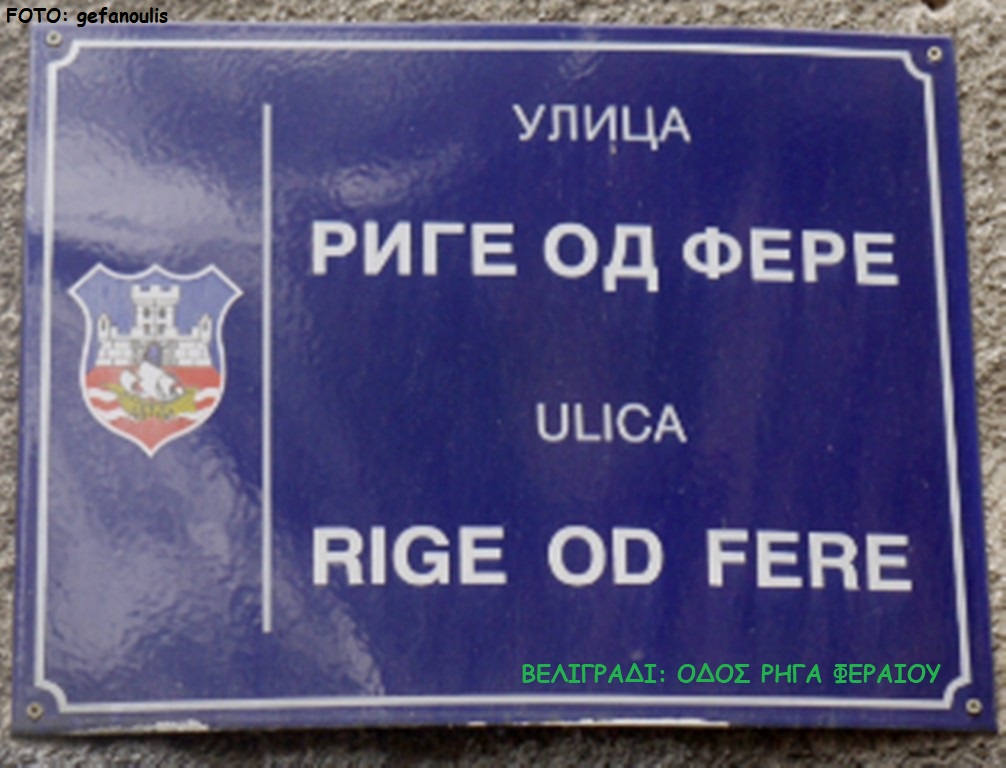 FOTO: gefanoulis
УЛИЦА
РИГЕ ОД ФЕРЕ
ULICA
RIGE OD FERE
ΒΕΛΙΓΡΑΔΙ: ΟΔΟΣ ΡΗΓΑ ΦΕΡΑΙΟΥ